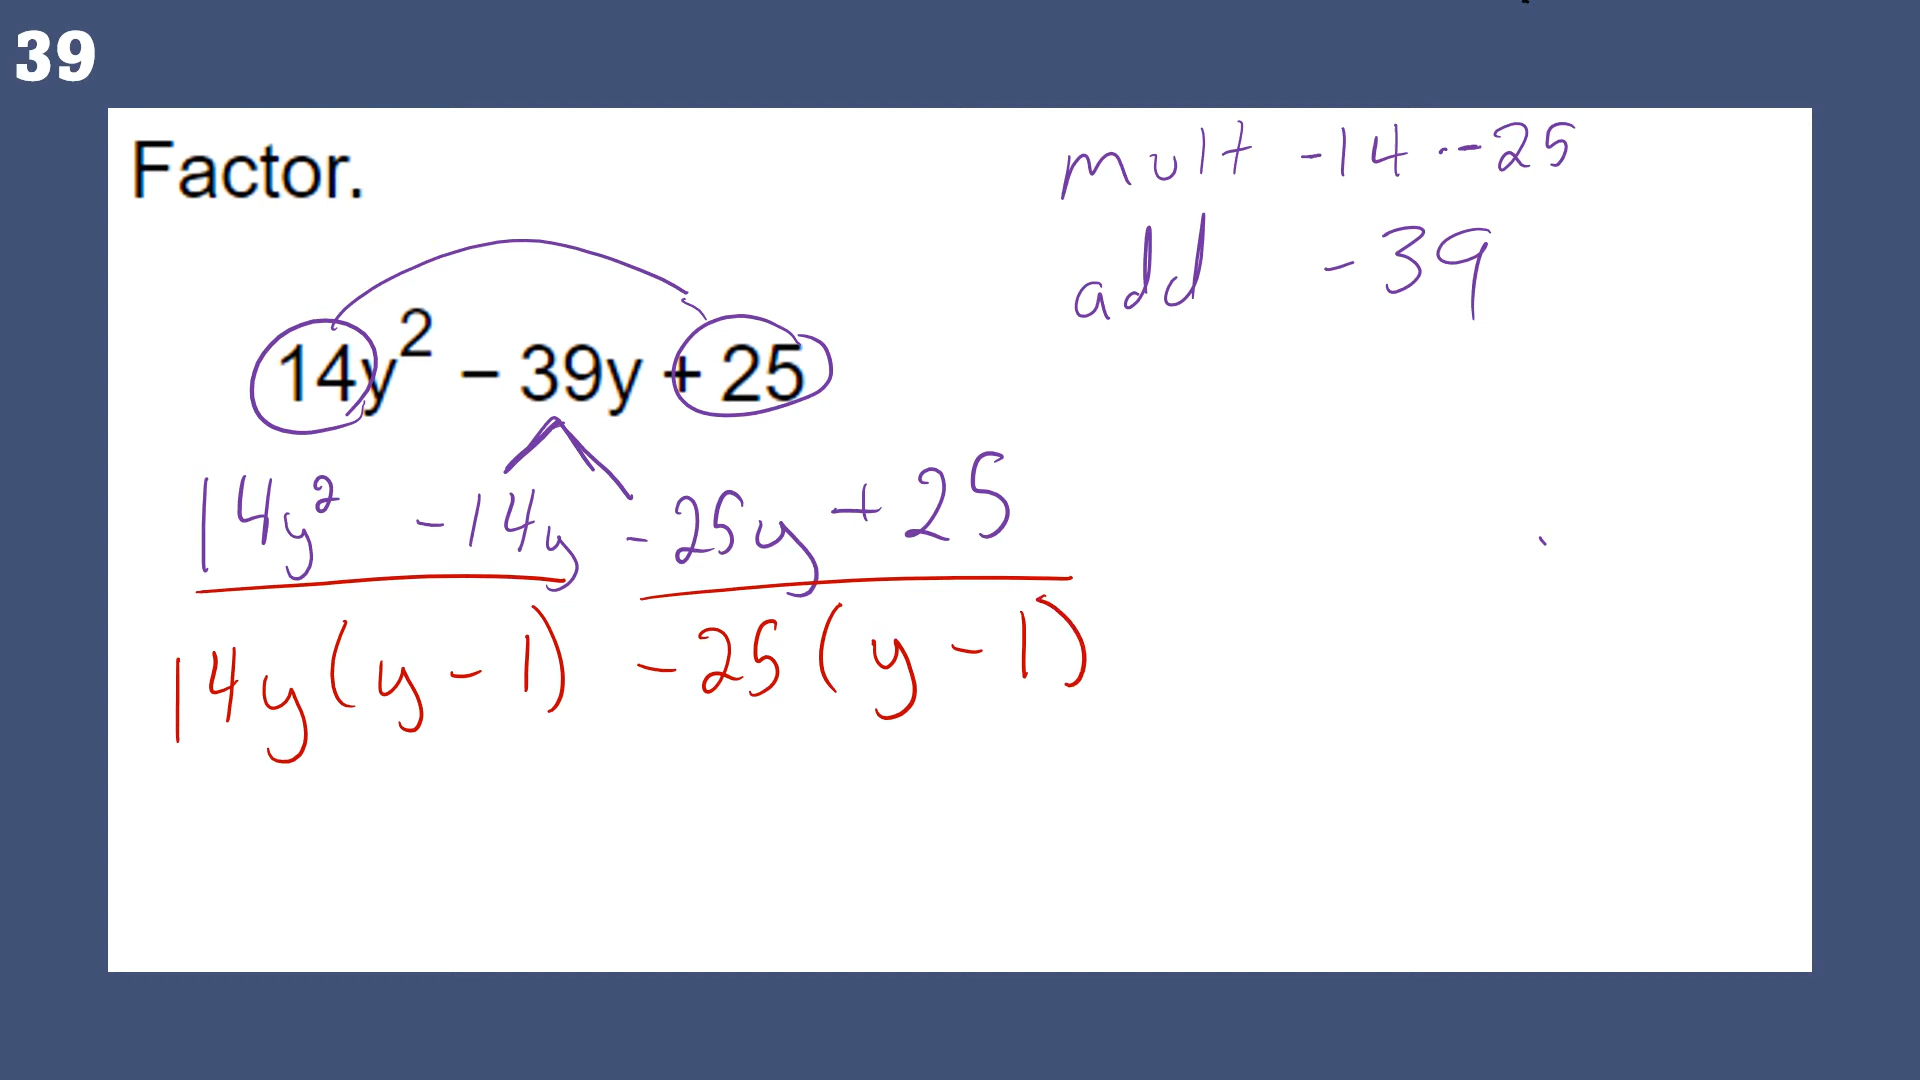 39
Factor.
mult -14 · -25
add -39
14y² – 39y + 25
14y² -14y -25y +25
14y(y-1) -25(y-1)